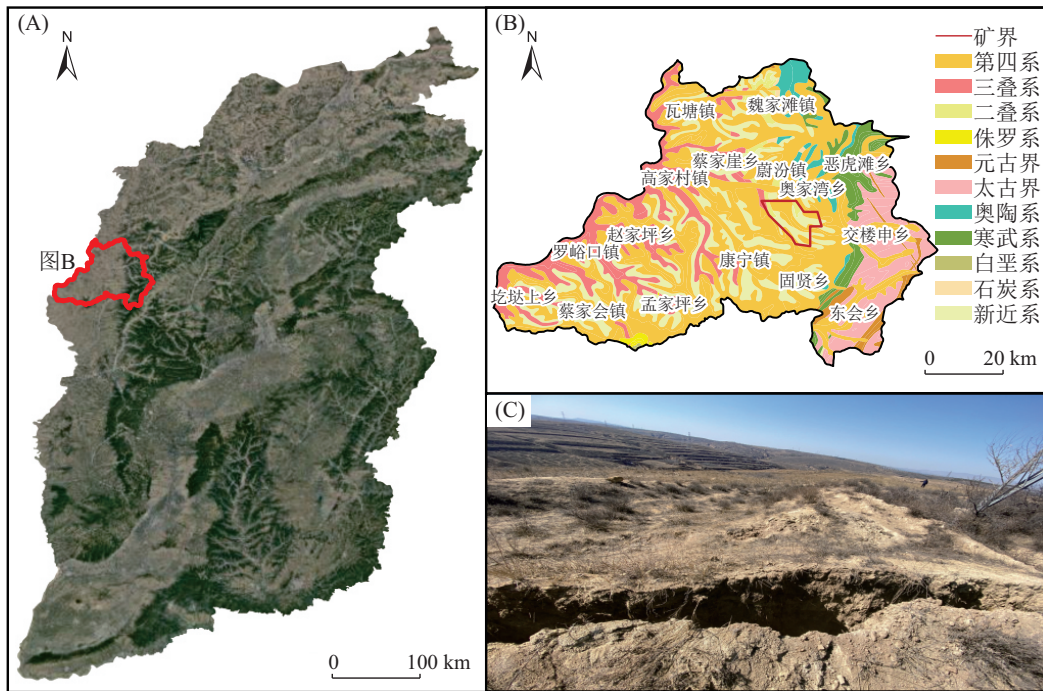 (A)
N
图B
0 100 km
(B)
N
瓦塘镇
魏家滩镇
蔡家崖乡
蔚汾镇
恶虎滩乡
高家村镇
奥家湾乡
赵家坪乡
交楼申乡
罗峪口镇
康宁镇
固贤乡
圪垯上乡
蔡家会镇
孟家坪乡
东会乡
矿界
第四系
三叠系
二叠系
侏罗系
元古界
太古界
奥陶系
寒武系
白垩系
石炭系
新近系
0 20 km
(C)